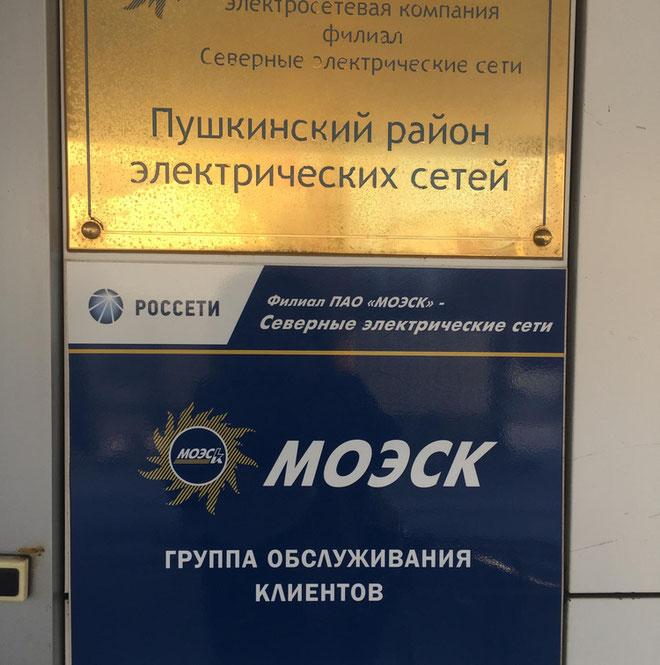 электросетевая компания
филиал
Северные электрические сети
Пушкинский район
электрических сетей
РОССЕТИ
Филиал ПАО «МОЭСК» -
Северные электрические сети
МОЭСК
МОЭСК
ГРУППА ОБСЛУЖИВАНИЯ
КЛИЕНТОВ